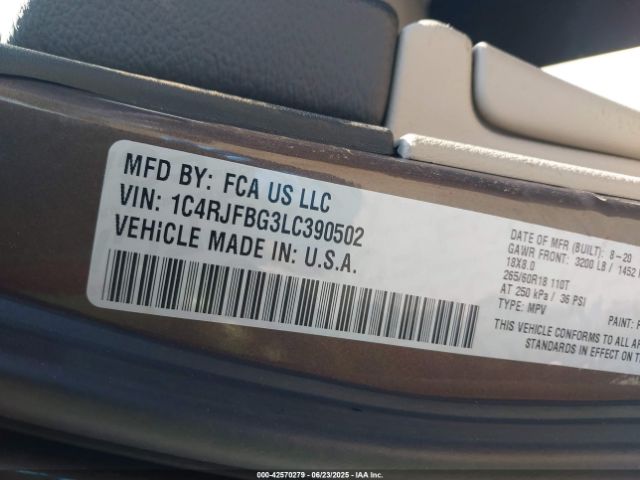 MFD BY: FCA US LLC
VIN: 1C4RJFBG3LC390502
VEHICLE MADE IN: U.S.A.
DATE OF MFR (BUILT): 8-20
GAWR FRONT: 3200 LB / 1452
18X8.0
265/60R18 110T
AT 250 kPa / 36 PSI
TYPE: MPV
PAINT:
THIS VEHICLE CONFORMS TO ALL
STANDARDS IN EFFECT ON
000-42570279 - 06/23/2025 - IAA, Inc.